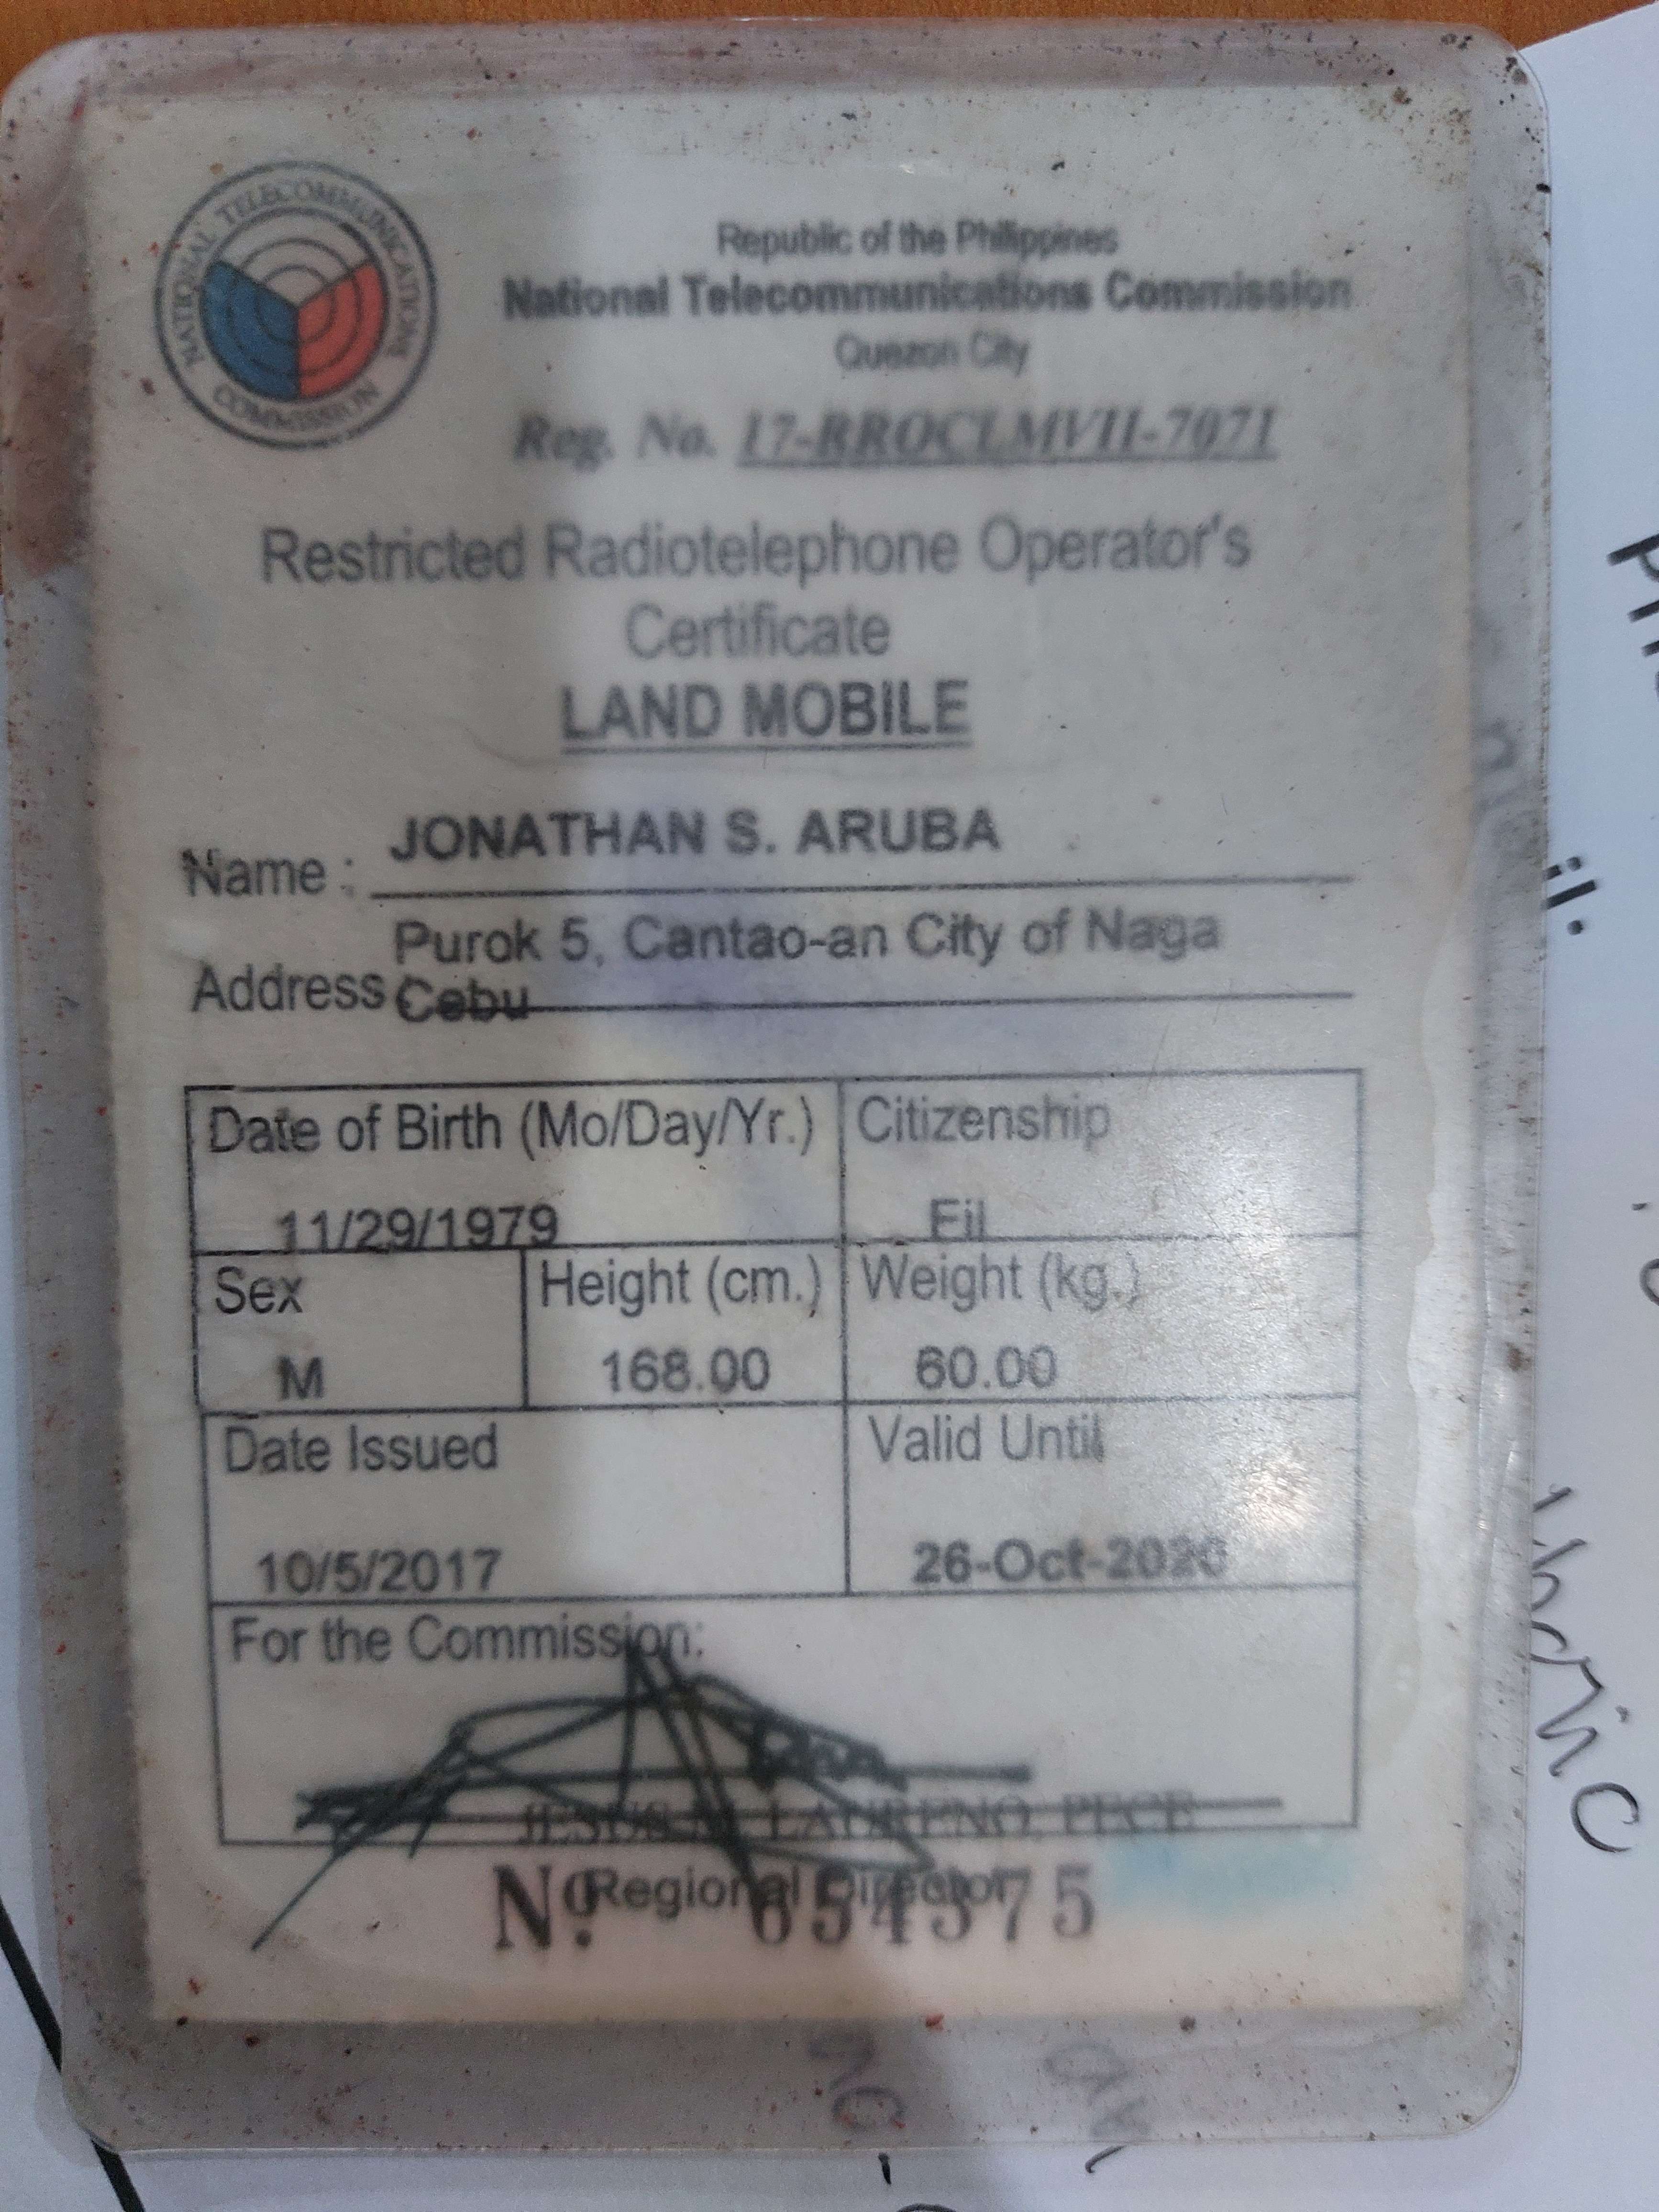 NATIONAL TELECOMMUNICATIONS COMMISSION
Republic of the Philippines
National Telecommunications Commission
Quezon City
Reg. No. 17-RROCLMVII-7071
Restricted Radiotelephone Operator's
Certificate
LAND MOBILE
Name : JONATHAN S. ARUBA
Purok 5, Cantao-an City of Naga
Address Cebu
Date of Birth (Mo/Day/Yr.) Citizenship
11/29/1979 Fil
Sex Height (cm.) Weight (kg.)
M 168.00 60.00
Date Issued Valid Until
10/5/2017 26-Oct-2020
For the Commission:
JESUS M. LAURENO, PECE
Regional Director
Nº. 654375